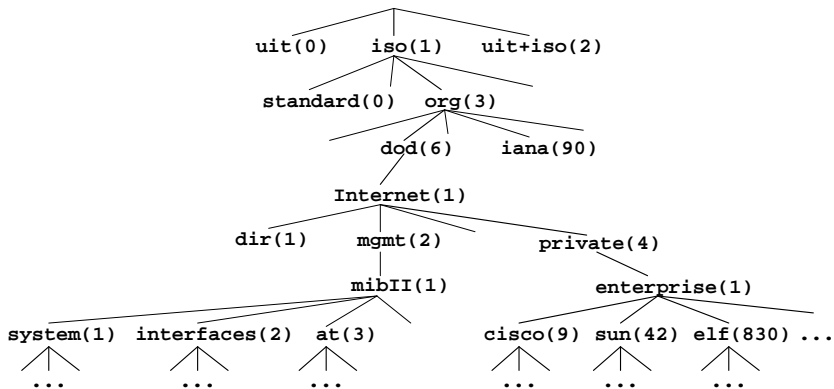 uit(0) iso(1) uit+iso(2)
standard(0) org(3)
dod(6) iana(90)
Internet(1)
dir(1) mgmt(2) private(4)
mibII(1) enterprise(1)
system(1) interfaces(2) at(3) cisco(9) sun(42) elf(830) ...
... ... ... ... ... ...